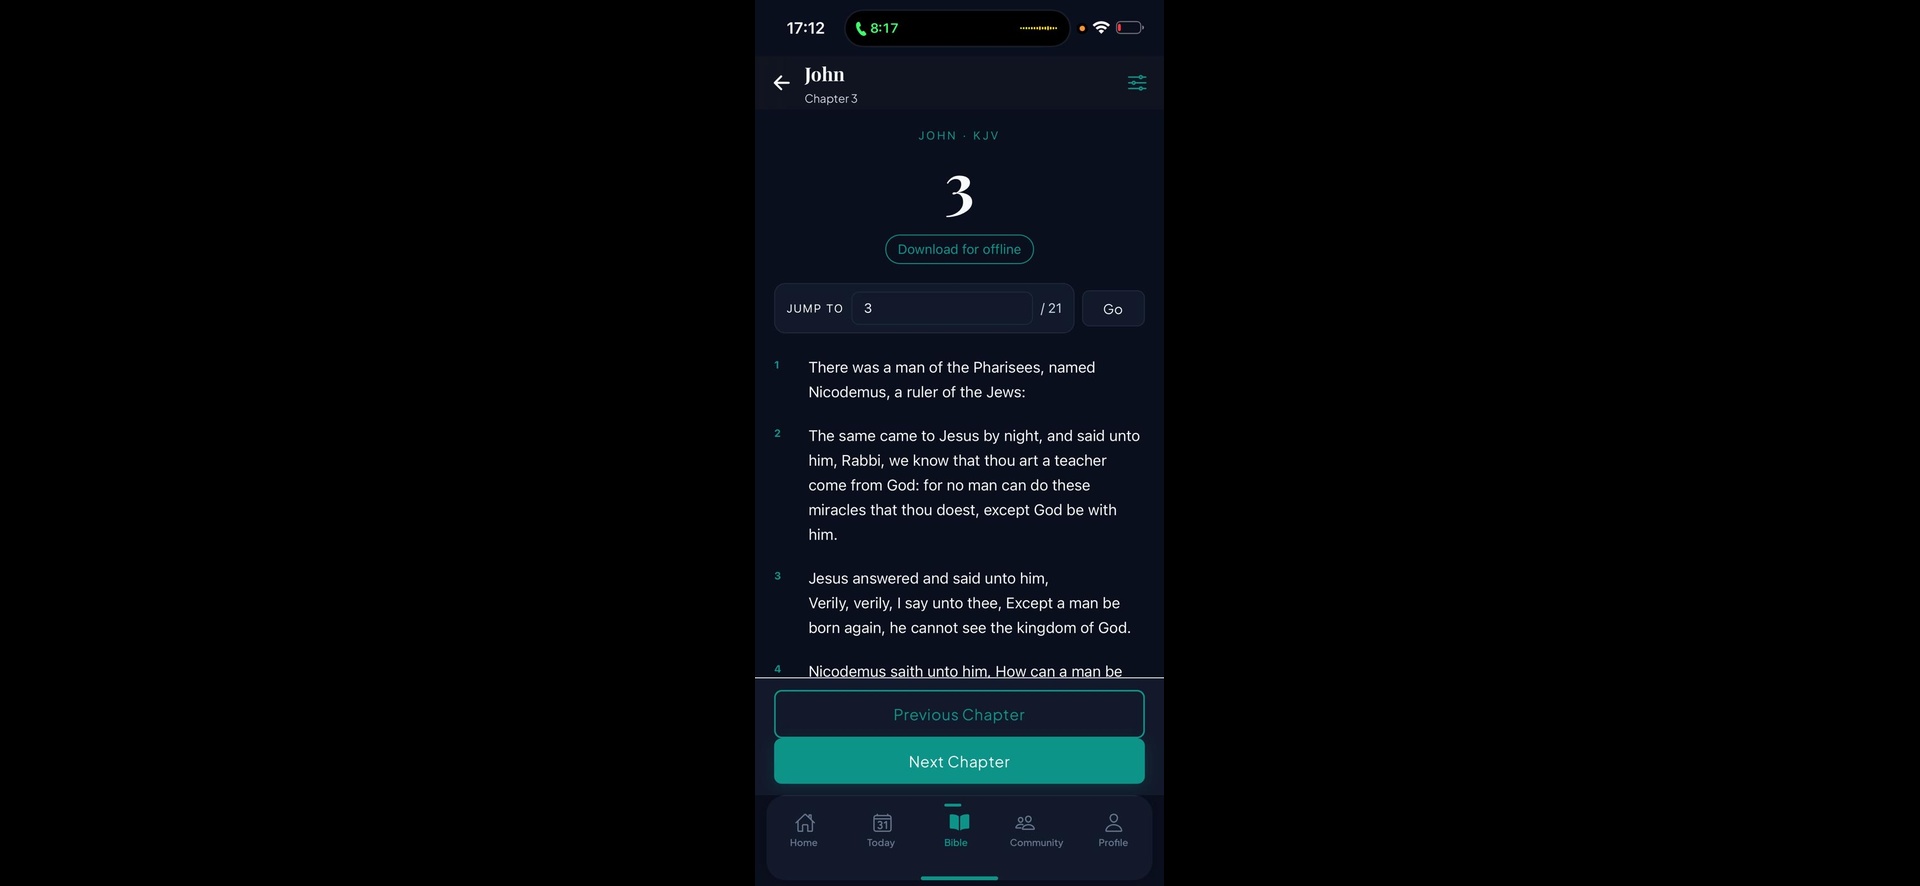 17:12
8:17
John
Chapter 3
JOHN · KJV
3
Download for offline
JUMP TO 3 / 21 Go
1 There was a man of the Pharisees, named
Nicodemus, a ruler of the Jews:
2 The same came to Jesus by night, and said unto
him, Rabbi, we know that thou art a teacher
come from God: for no man can do these
miracles that thou doest, except God be with
him.
3 Jesus answered and said unto him,
Verily, verily, I say unto thee, Except a man be
born again, he cannot see the kingdom of God.
4 Nicodemus saith unto him, How can a man be
Previous Chapter
Next Chapter
31
Home Today Bible Community Profile